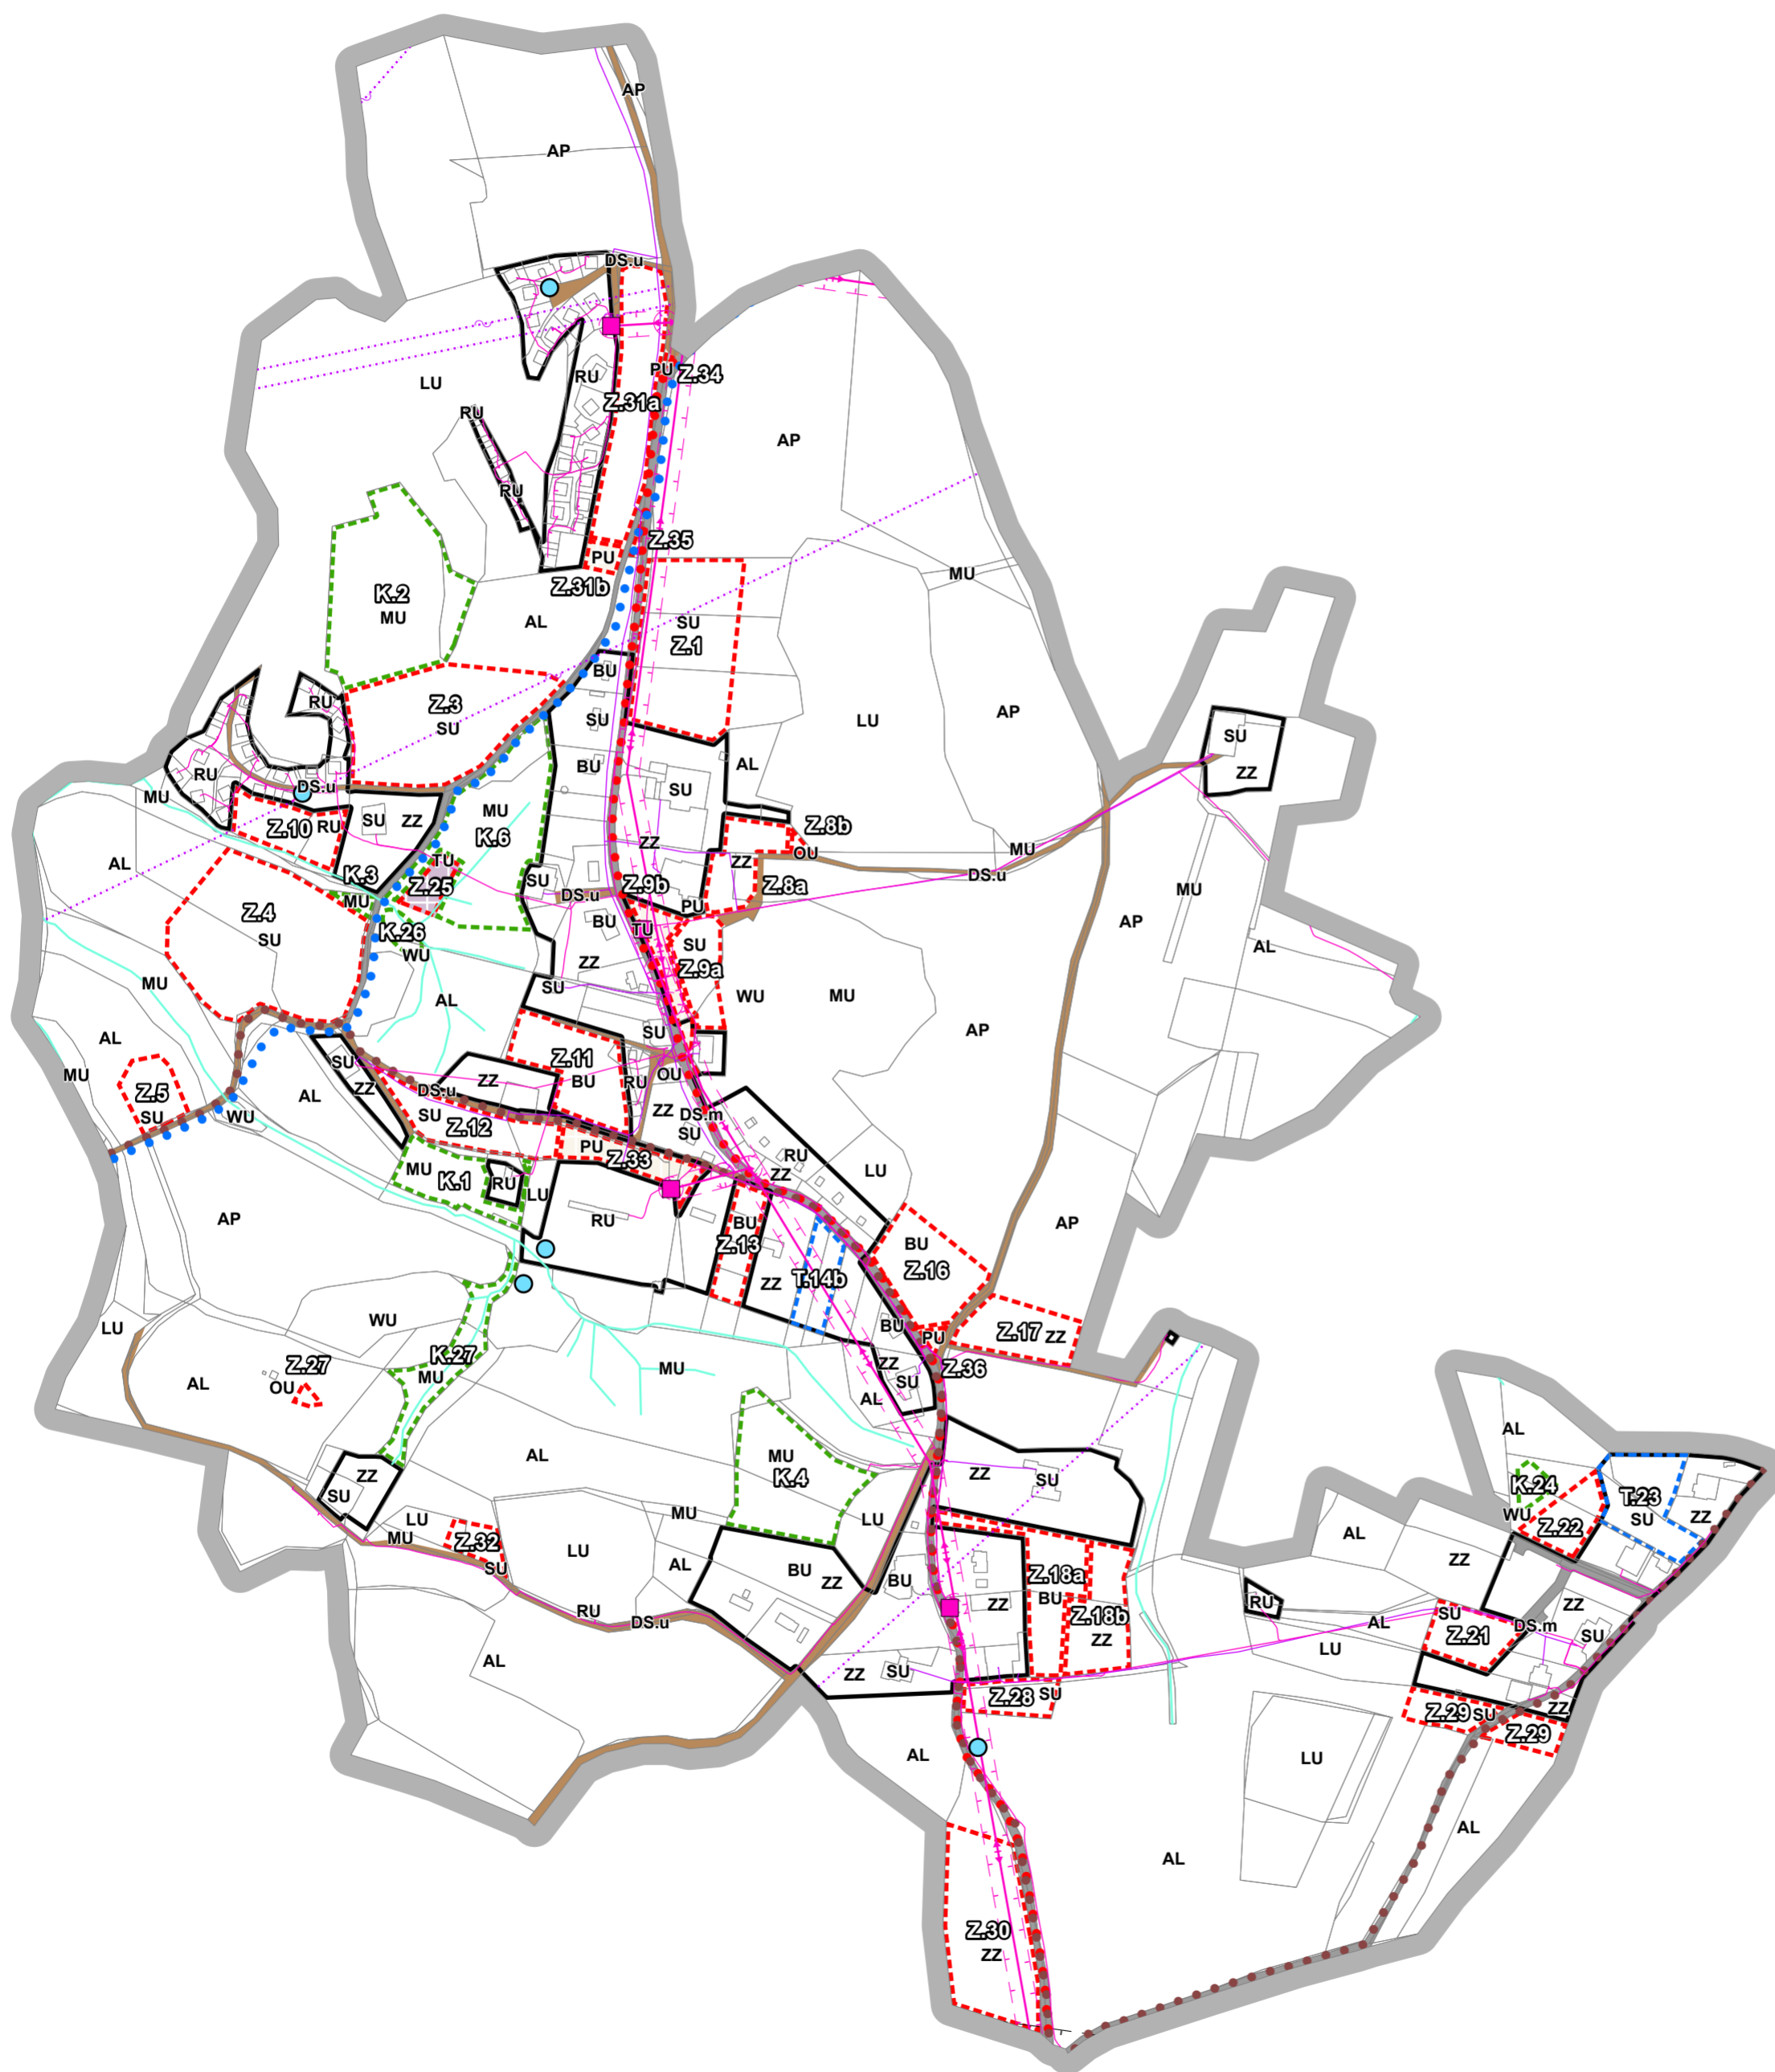 AP
AP
DS.u
PU
Z.34
RU
LU
Z.31a
RU
AP
RU
Z.35
PU
MU
Z.31b
K.2
MU
AL
SU
Z.1
BU
RU
Z.3
SU
SU
LU
AP
SU
RU
BU
AL
ZZ
DS.u
MU
SU
MU
Z.10
RU
SU
ZZ
K.6
Z.8b
ZZ
OU
MU
AL
TU
ZZ
K.3
Z.25
SU
DS.u
Z.9b
Z.8a
DS.u
MU
MU
PU
Z.4
SU
K.26
BU
TU
SU
AP
AL
WU
ZZ
Z.9a
MU
SU
WU
MU
AL
AP
AL
SU
Z.11
SU
MU
ZZ
BU
RU
OU
Z.5
SU
WU
AL
ZZ
DS.u
SU
Z.12
ZZ
DS.m
SU
PU
Z.33
RU
MU
K.1
RU
LU
ZZ
LU
AP
RU
BU
AP
Z.13
BU
Z.16
ZZ
T.14b
LU
WU
BU
PU
Z.17
ZZ
K.27
MU
MU
ZZ
Z.36
Z.27
OU
AL
SU
AL
AL
MU
K.4
AL
ZZ
ZZ
SU
K.24
T.23
SU
LU
MU
LU
WU
Z.22
ZZ
SU
MU
Z.32
SU
LU
AL
BU
ZZ
BU
Z.18a
BU
AL
ZZ
RU
DS.u
ZZ
Z.18b
ZZ
RU
SU
ZZ
AL
DS.m
Z.21
SU
AL
LU
ZZ
SU
Z.28
SU
Z.29
SU
ZZ
Z.29
AL
LU
AL
AL
Z.30
ZZ